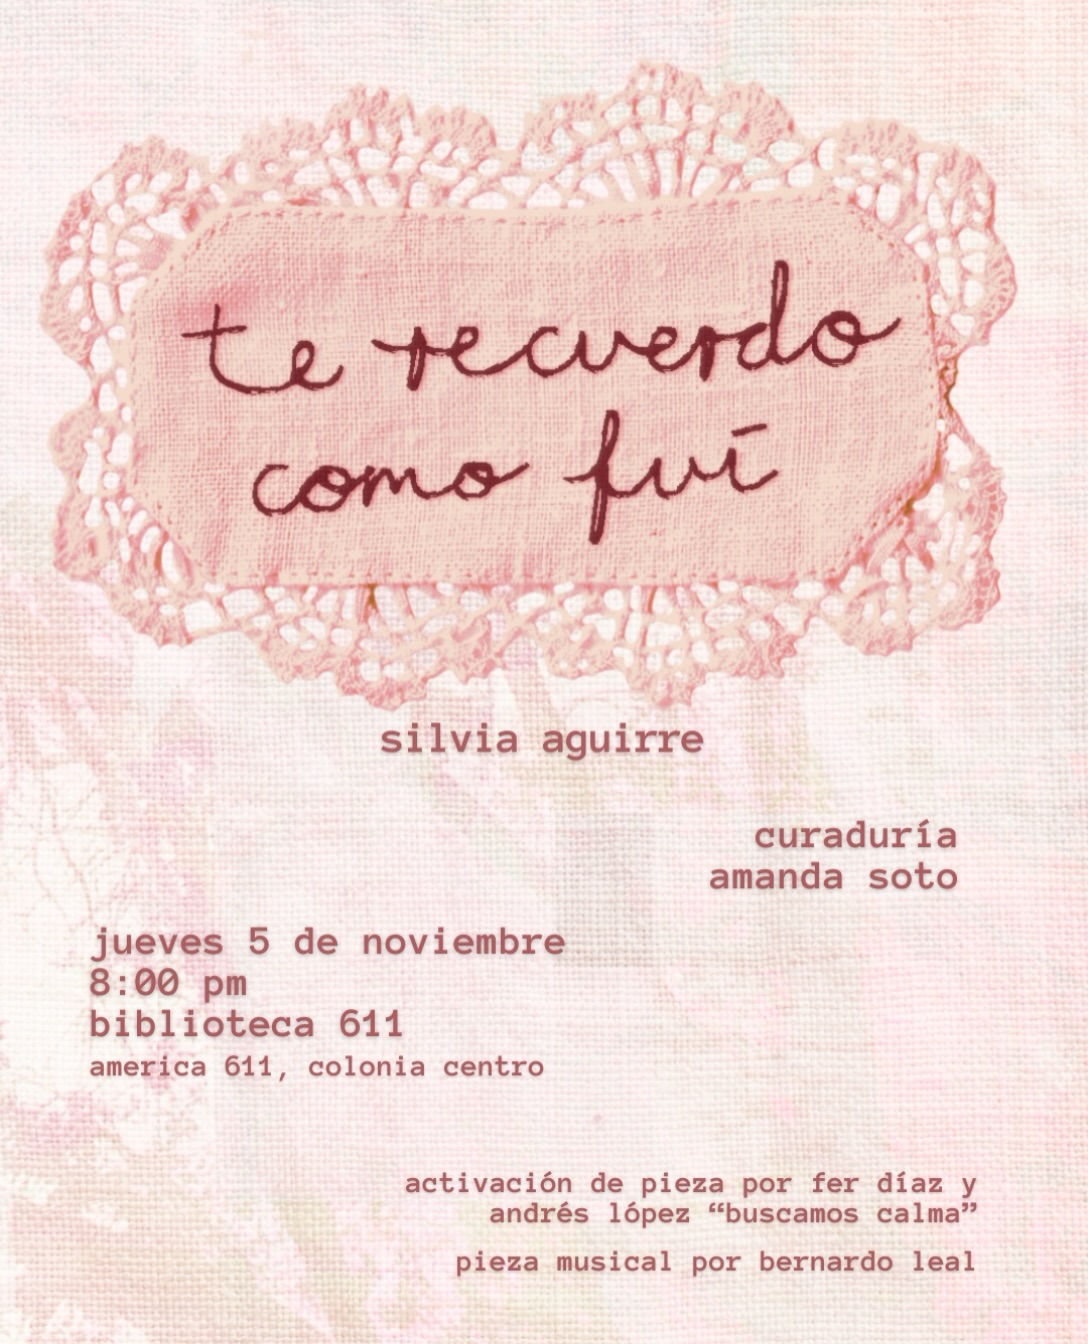 te recuerdo
como fuí
silvia aguirre
curaduría
amanda soto
jueves 5 de noviembre
8:00 pm
biblioteca 611
america 611, colonia centro
activación de pieza por fer díaz y
andrés lópez “buscamos calma”
pieza musical por bernardo leal